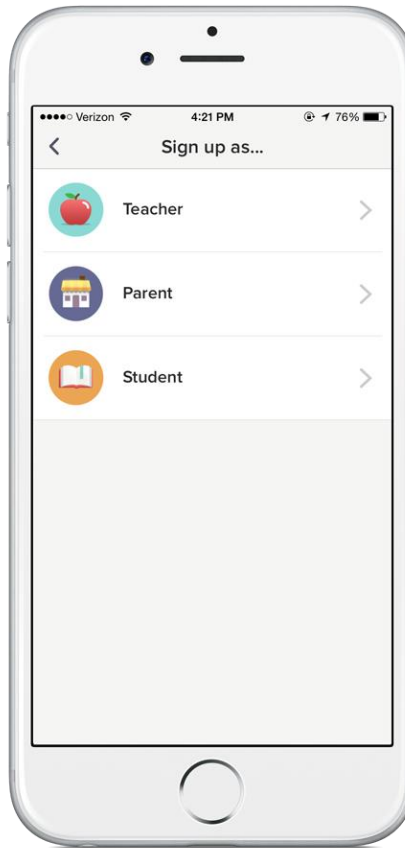 Verizon 4:21 PM 76%
Sign up as...
Teacher
Parent
Student